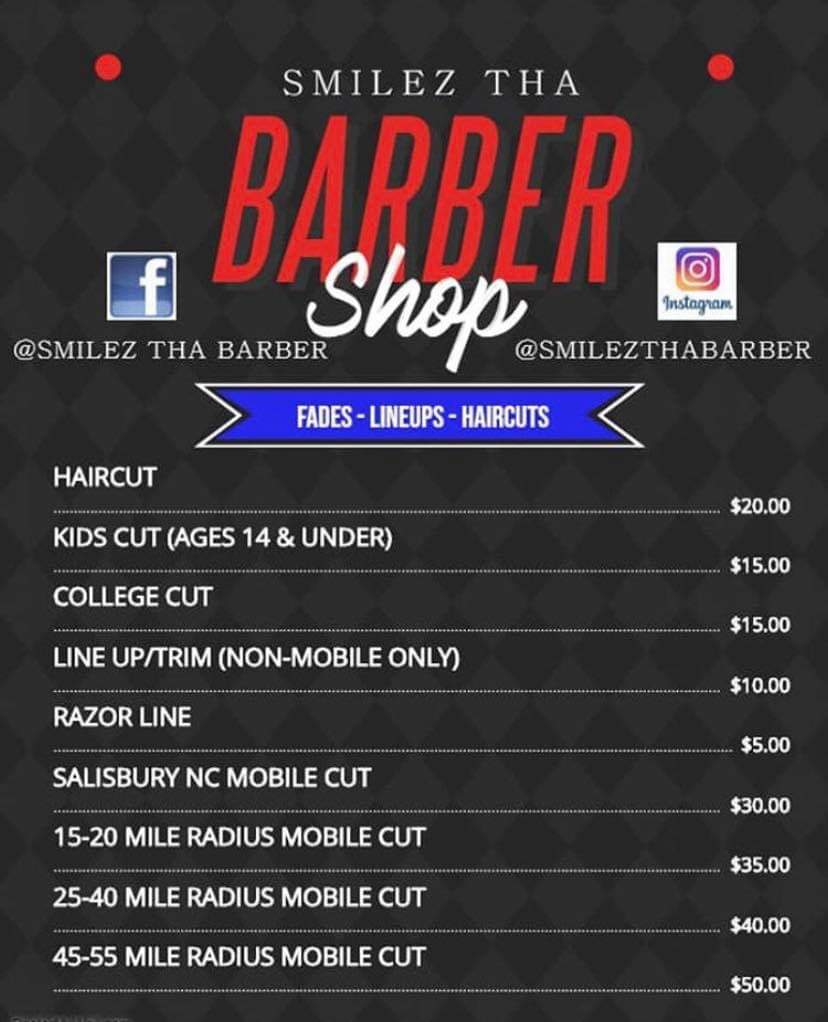 SMILEZ THA
BARBER
Shop
Instagram
@SMILEZ THA BARBER
@SMILEZTHABARBER
FADES - LINEUPS - HAIRCUTS
HAIRCUT
$20.00
KIDS CUT (AGES 14 & UNDER)
$15.00
COLLEGE CUT
$15.00
LINE UP/TRIM (NON-MOBILE ONLY)
$10.00
RAZOR LINE
$5.00
SALISBURY NC MOBILE CUT
$30.00
15-20 MILE RADIUS MOBILE CUT
$35.00
25-40 MILE RADIUS MOBILE CUT
$40.00
45-55 MILE RADIUS MOBILE CUT
$50.00